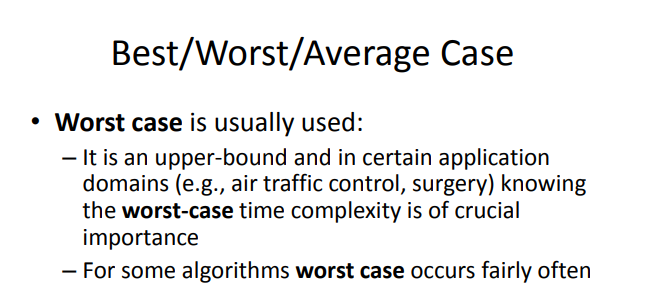 Best/Worst/Average Case
• Worst case is usually used:
– It is an upper-bound and in certain application
domains (e.g., air traffic control, surgery) knowing
the worst-case time complexity is of crucial
importance
– For some algorithms worst case occurs fairly often